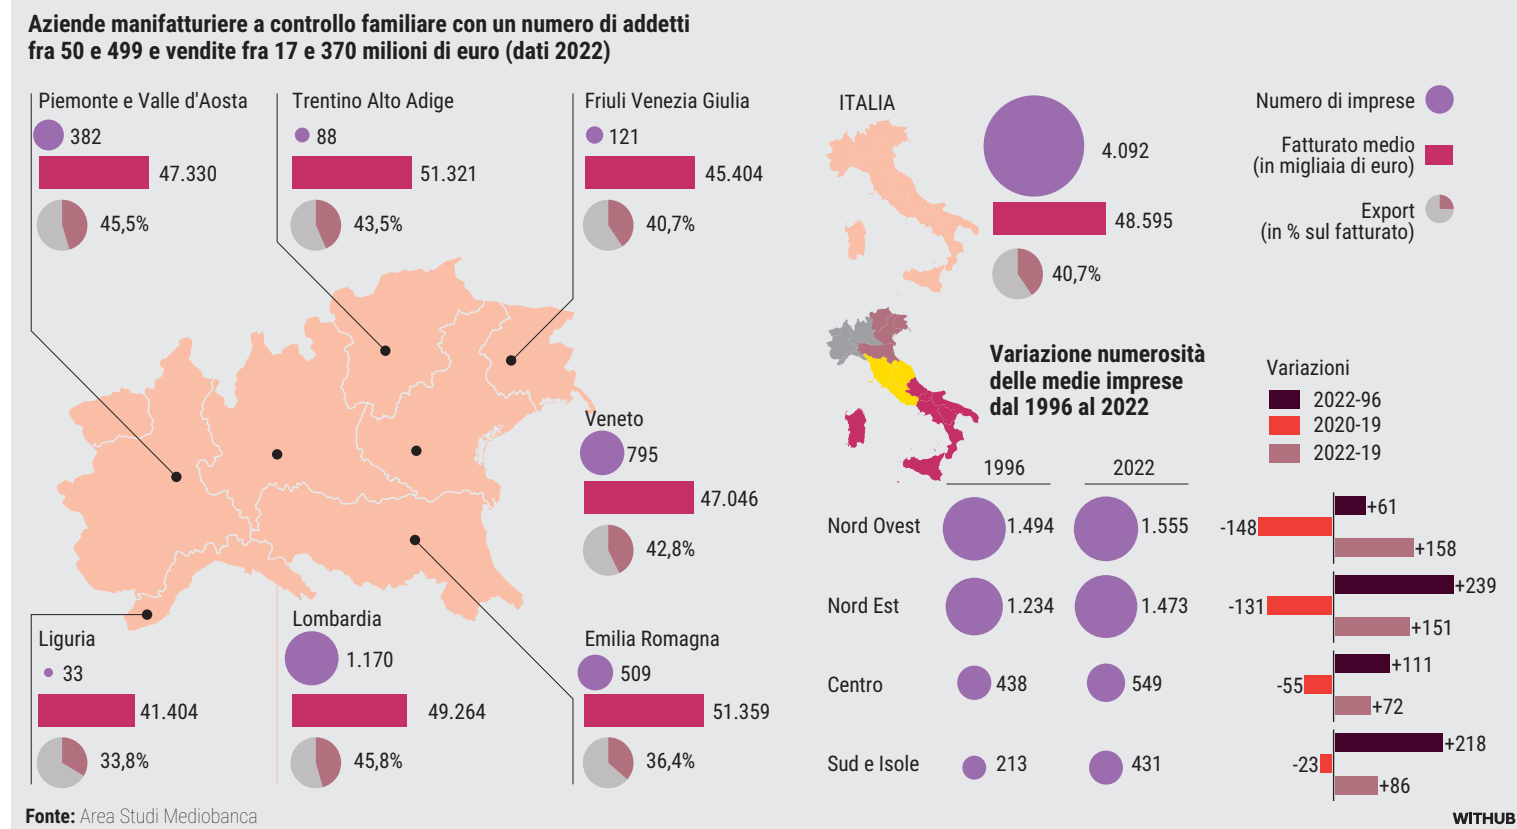 Aziende manifatturiere a controllo familiare con un numero di addetti
fra 50 e 499 e vendite fra 17 e 370 milioni di euro (dati 2022)
Piemonte e Valle d'Aosta
382
47.330
45,5%
Trentino Alto Adige
88
51.321
43,5%
Friuli Venezia Giulia
121
45.404
40,7%
Veneto
795
47.046
42,8%
Liguria
33
41.404
33,8%
Lombardia
1.170
49.264
45,8%
Emilia Romagna
509
51.359
36,4%
ITALIA
4.092
48.595
40,7%
Numero di imprese
Fatturato medio
(in migliaia di euro)
Export
(in % sul fatturato)
Variazione numerosità
delle medie imprese
dal 1996 al 2022
Variazioni
2022-96
2020-19
2022-19
1996
2022
Nord Ovest
1.494
1.555
+61
-148
+158
Nord Est
1.234
1.473
+239
-131
+151
Centro
438
549
+111
-55
+72
Sud e Isole
213
431
+218
-23
+86
Fonte: Area Studi Mediobanca
WITHUB